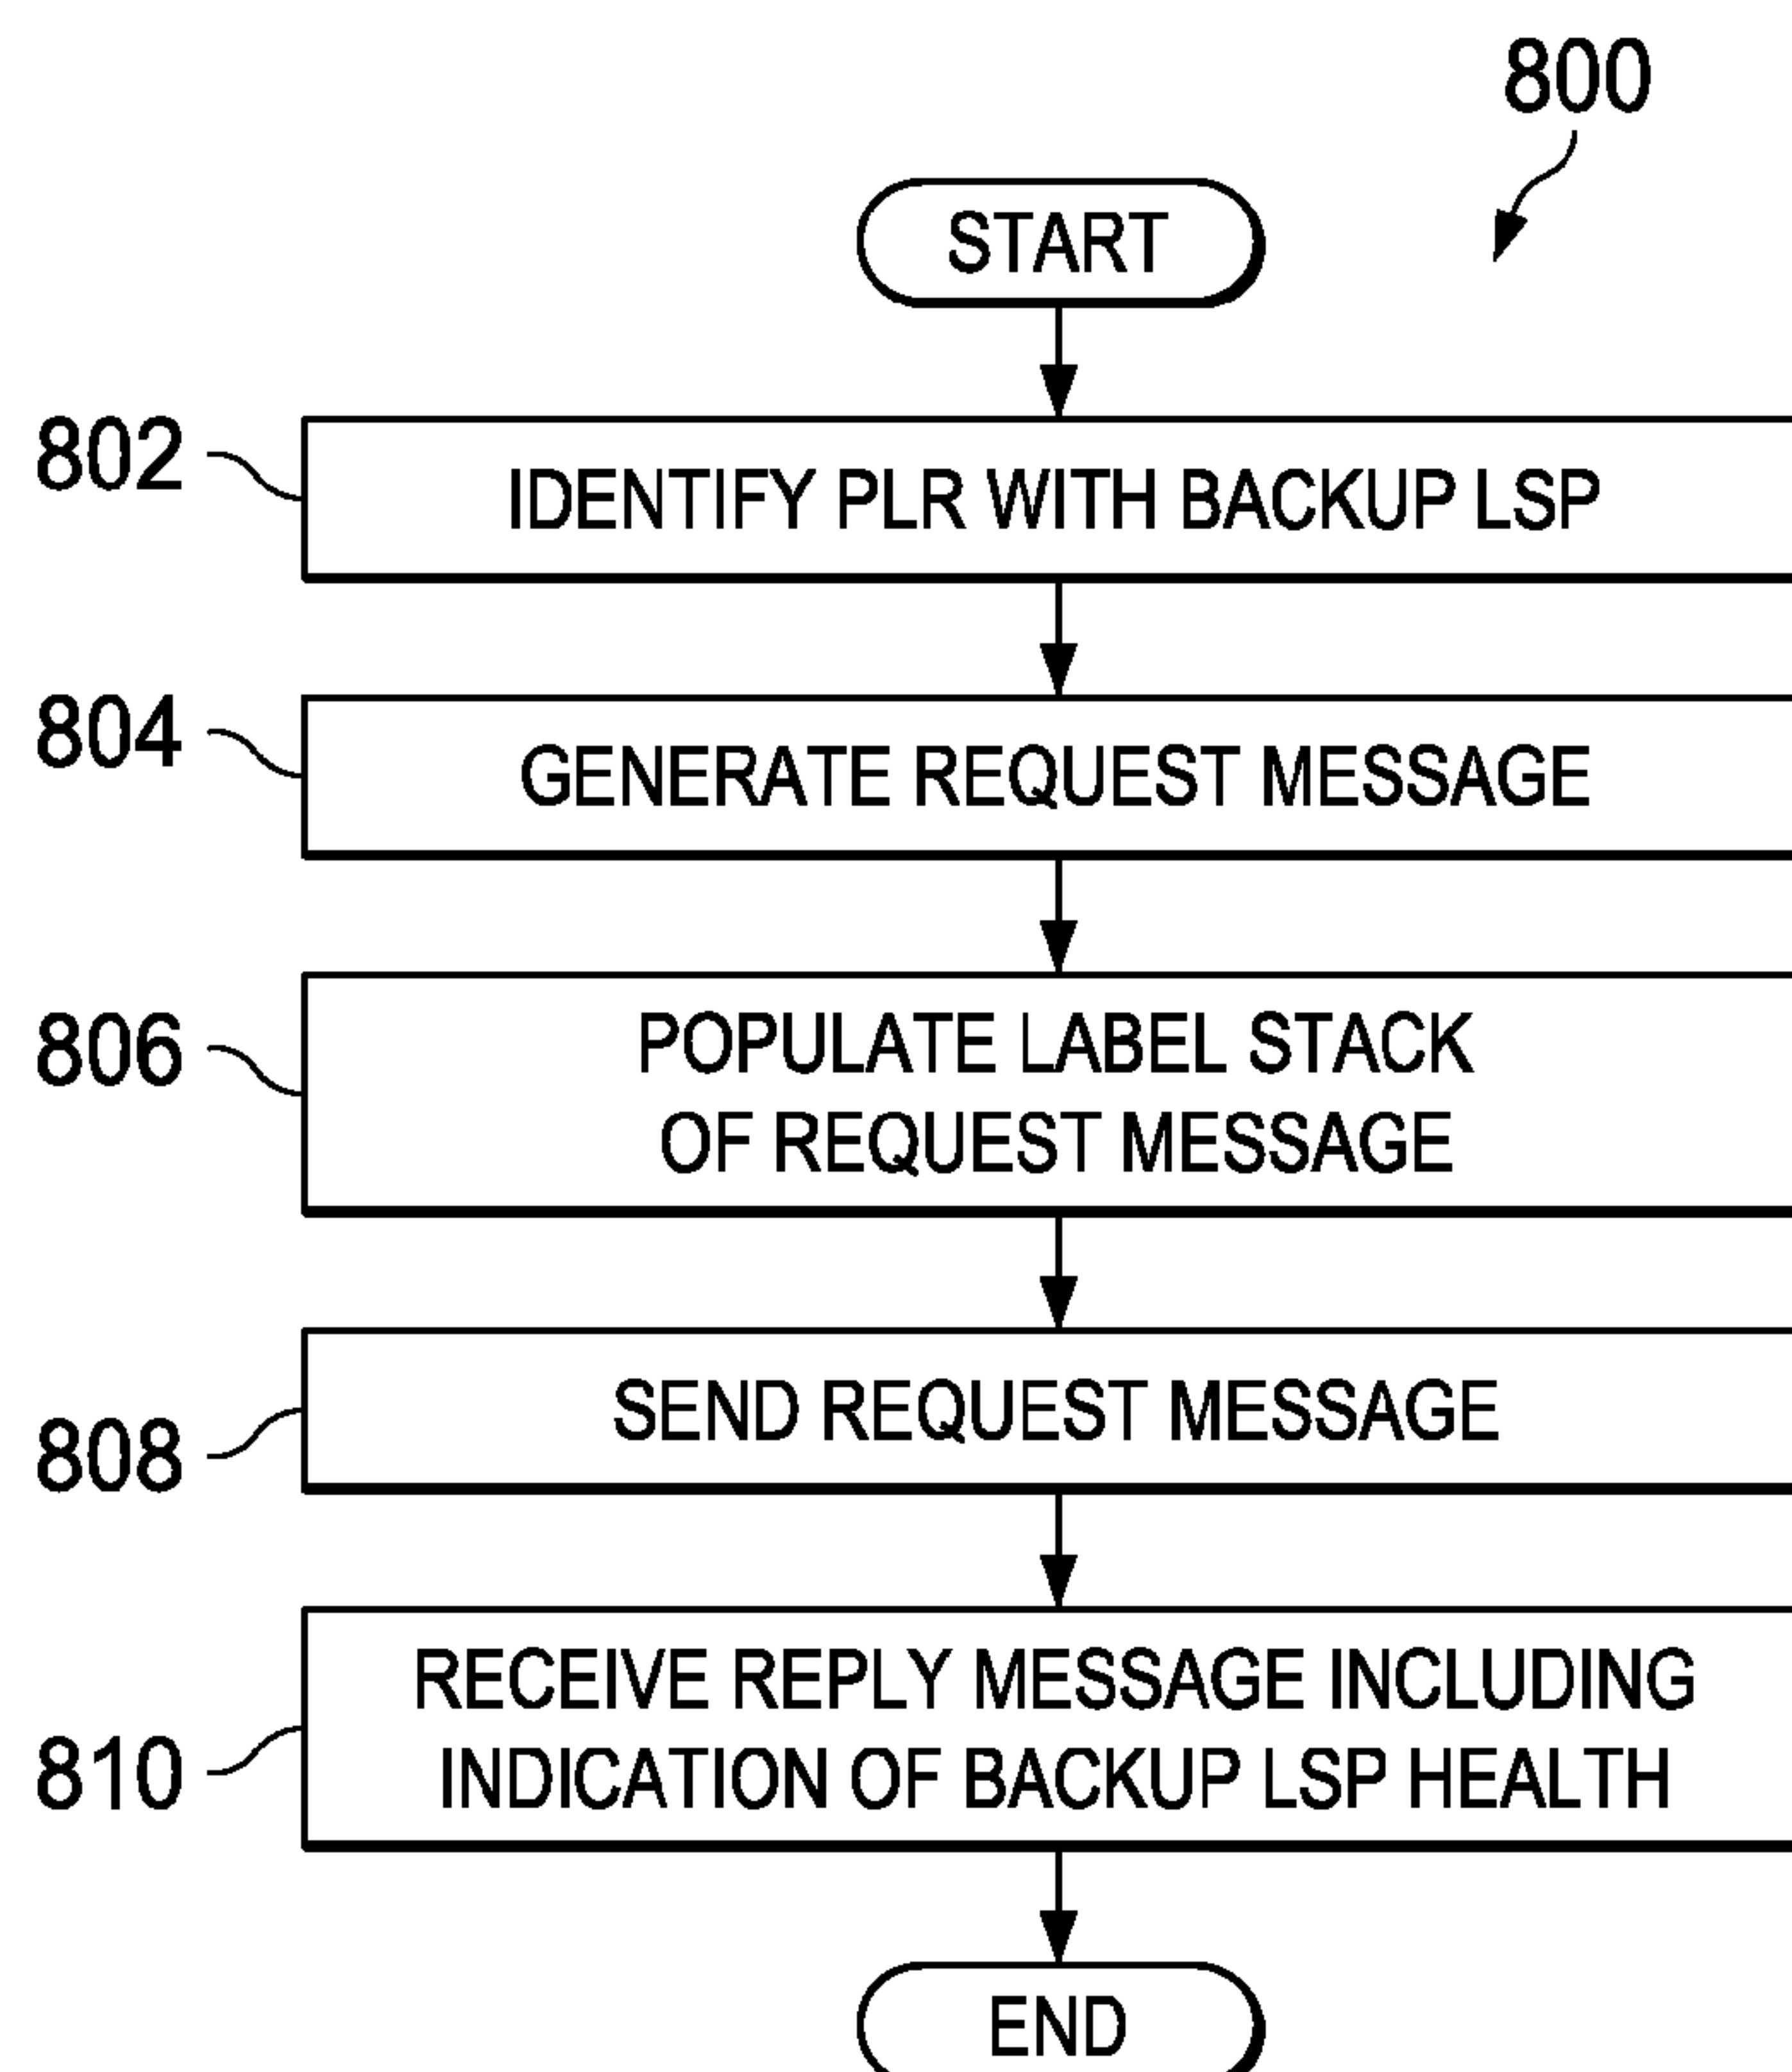 800
START
802
IDENTIFY PLR WITH BACKUP LSP
804
GENERATE REQUEST MESSAGE
806
POPULATE LABEL STACK
OF REQUEST MESSAGE
808
SEND REQUEST MESSAGE
810
RECEIVE REPLY MESSAGE INCLUDING
INDICATION OF BACKUP LSP HEALTH
END